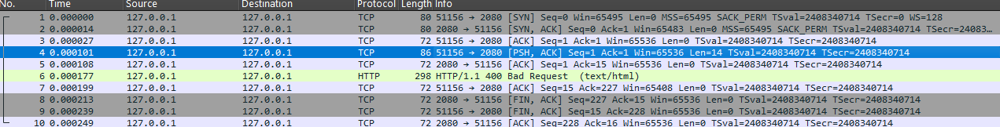 No. Time Source Destination Protocol Length Info
1 0.000000 127.0.0.1 127.0.0.1 TCP 80 51156 → 2080 [SYN] Seq=0 Win=65495 Len=0 MSS=65495 SACK_PERM TSval=2408340714 TSecr=0 WS=128
2 0.000014 127.0.0.1 127.0.0.1 TCP 80 2080 → 51156 [SYN, ACK] Seq=0 Ack=1 Win=65483 Len=0 MSS=65495 SACK_PERM TSval=2408340714 TSecr=24083…
3 0.000027 127.0.0.1 127.0.0.1 TCP 72 51156 → 2080 [ACK] Seq=1 Ack=1 Win=65536 Len=0 TSval=2408340714 TSecr=2408340714
4 0.000101 127.0.0.1 127.0.0.1 TCP 86 51156 → 2080 [PSH, ACK] Seq=1 Ack=1 Win=65536 Len=14 TSval=2408340714 TSecr=2408340714
5 0.000108 127.0.0.1 127.0.0.1 TCP 72 2080 → 51156 [ACK] Seq=1 Ack=15 Win=65536 Len=0 TSval=2408340714 TSecr=2408340714
6 0.000177 127.0.0.1 127.0.0.1 HTTP 298 HTTP/1.1 400 Bad Request (text/html)
7 0.000199 127.0.0.1 127.0.0.1 TCP 72 51156 → 2080 [ACK] Seq=15 Ack=227 Win=65408 Len=0 TSval=2408340714 TSecr=2408340714
8 0.000213 127.0.0.1 127.0.0.1 TCP 72 2080 → 51156 [FIN, ACK] Seq=227 Ack=15 Win=65536 Len=0 TSval=2408340714 TSecr=2408340714
9 0.000239 127.0.0.1 127.0.0.1 TCP 72 51156 → 2080 [FIN, ACK] Seq=15 Ack=228 Win=65536 Len=0 TSval=2408340714 TSecr=2408340714
10 0.000249 127.0.0.1 127.0.0.1 TCP 72 2080 → 51156 [ACK] Seq=228 Ack=16 Win=65536 Len=0 TSval=2408340714 TSecr=2408340714